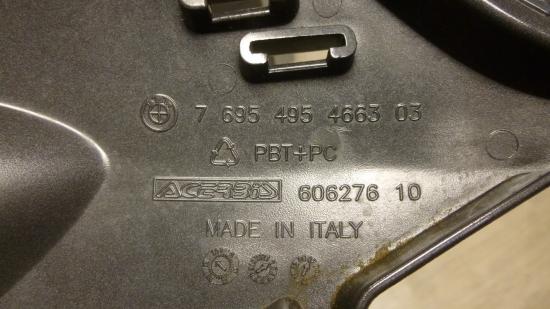 7 695 495 4663 03
PBT+PC
ACERBIS 606276 10
MADE IN ITALY